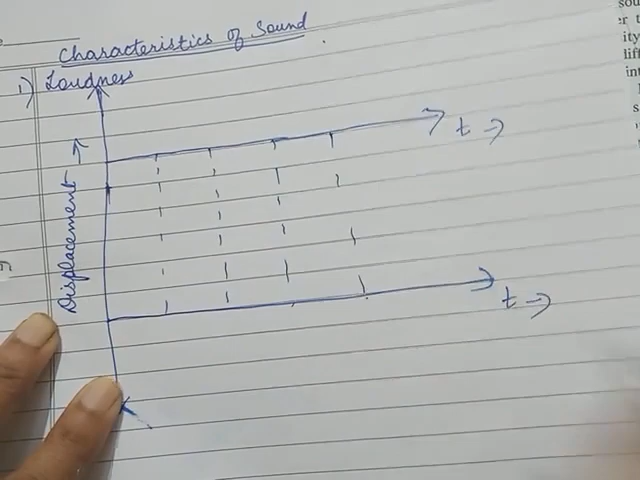 Characteristics of Sound
1) Loudness
Displacement →
t →
t →